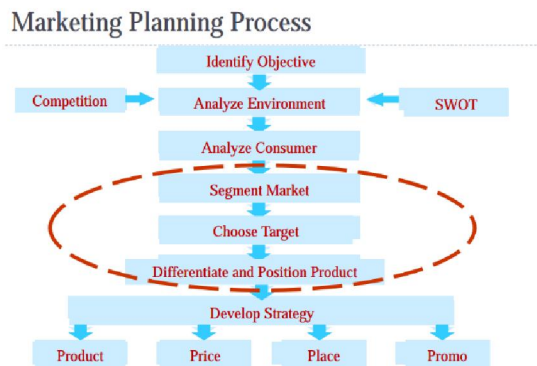 Marketing Planning Process
Identify Objective
Competition
Analyze Environment
SWOT
Analyze Consumer
Segment Market
Choose Target
Differentiate and Position Product
Develop Strategy
Product
Price
Place
Promo